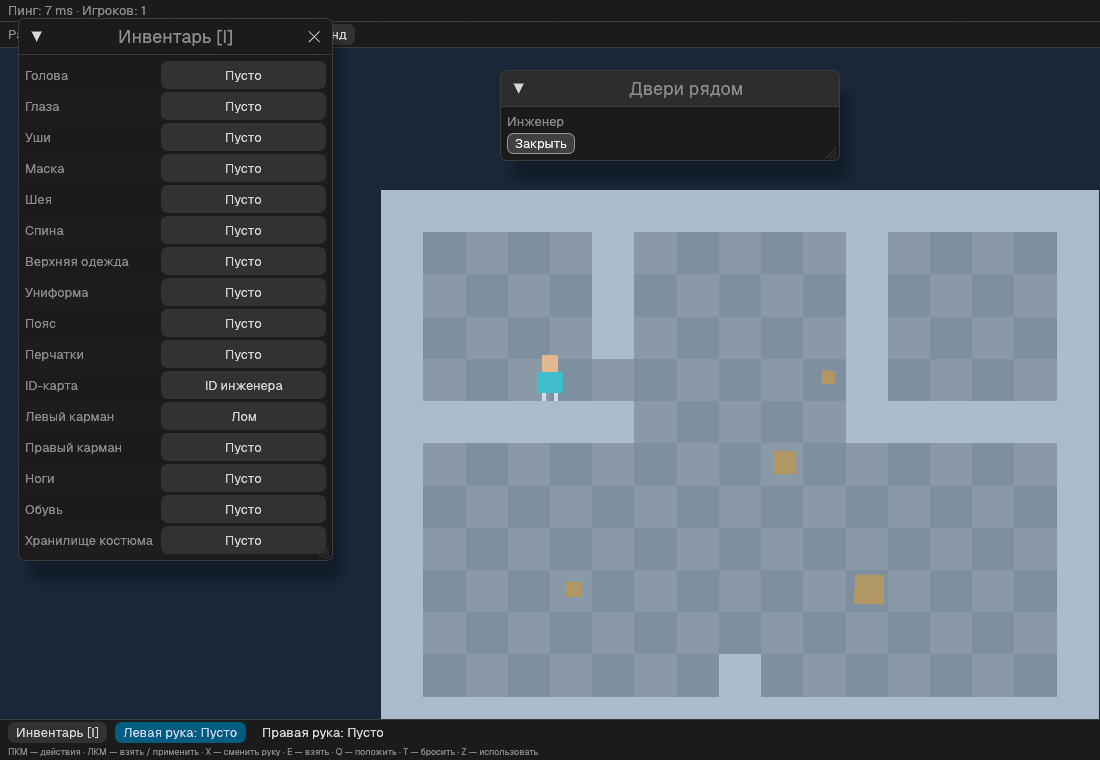 Пинг: 7 ms · Игроков: 1
Инвентарь [I]
Двери рядом
Инженер
Закрыть
Голова Пусто
Глаза Пусто
Уши Пусто
Маска Пусто
Шея Пусто
Спина Пусто
Верхняя одежда Пусто
Униформа Пусто
Пояс Пусто
Перчатки Пусто
ID-карта ID инженера
Левый карман Лом
Правый карман Пусто
Ноги Пусто
Обувь Пусто
Хранилище костюма Пусто
Инвентарь [I] Левая рука: Пусто Правая рука: Пусто
ПКМ — действия · ЛКМ — взять / применить · X — сменить руку · E — взять · Q — положить · T — бросить · Z — использовать